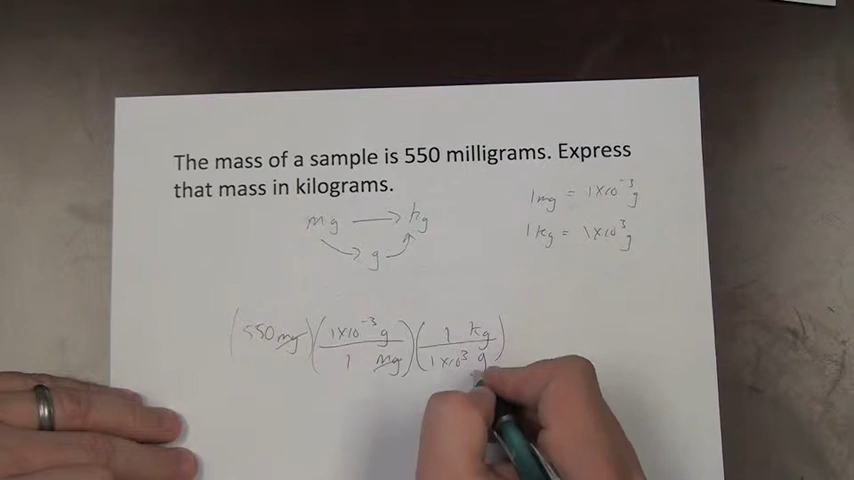 The mass of a sample is 550 milligrams. Express
that mass in kilograms.
mg → kg
g
1mg = 1x10⁻³ g
1kg = 1x10³ g
(550mg)(1x10⁻³ g / 1 mg)(1 kg / 1x10³ g)